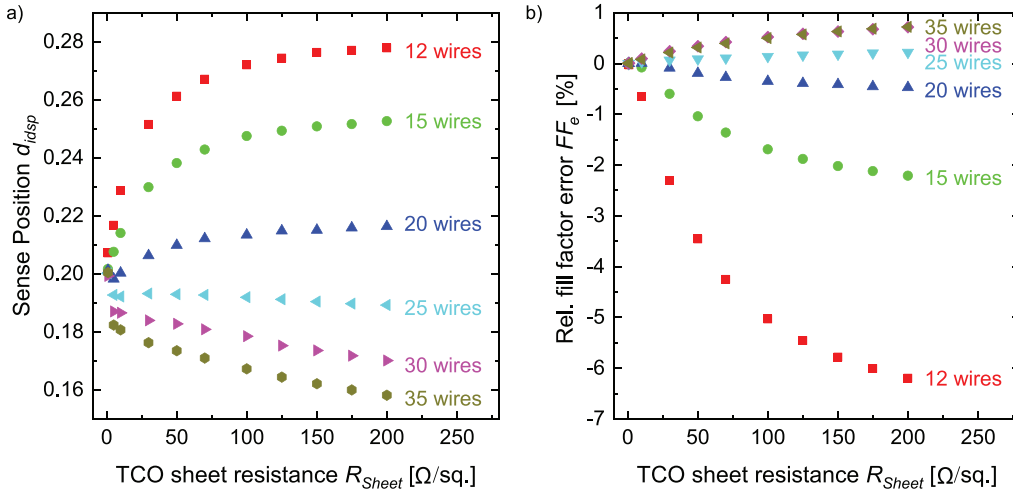 a)
0.28
0.26
0.24
0.22
0.20
0.18
0.16
Sense Position d_idsp
12 wires
15 wires
20 wires
25 wires
30 wires
35 wires
0 50 100 150 200 250
TCO sheet resistance R_Sheet [Ω/sq.]
b)
1
0
-1
-2
-3
-4
-5
-6
-7
Rel. fill factor error FF_e [%]
35 wires
30 wires
25 wires
20 wires
15 wires
12 wires
0 50 100 150 200 250
TCO sheet resistance R_Sheet [Ω/sq.]